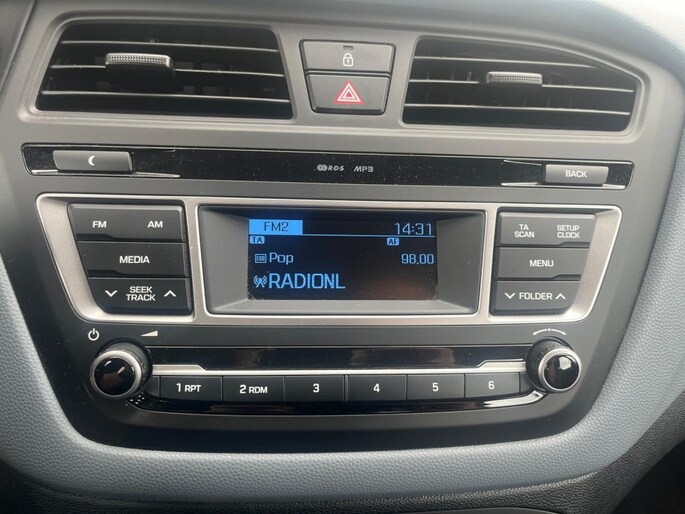 RDS MP3
BACK
FM AM
MEDIA
SEEK
TRACK
FM2 14:31
TA AF
Pop 98.00
RADIONL
TA
SCAN
SETUP
CLOCK
MENU
FOLDER
1 RPT 2 RDM 3 4 5 6